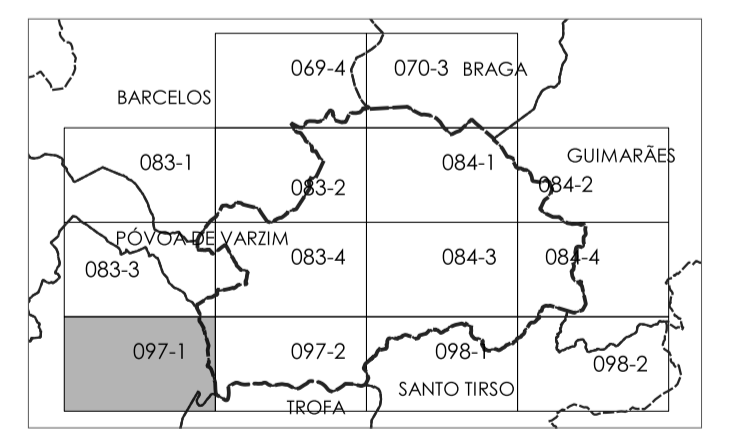 069-4
070-3 BRAGA
BARCELOS
083-1
083-2
084-1
GUIMARÃES
084-2
PÓVOA DE VARZIM
083-3
083-4
084-3
084-4
097-1
097-2
098-1
098-2
SANTO TIRSO
TROFA